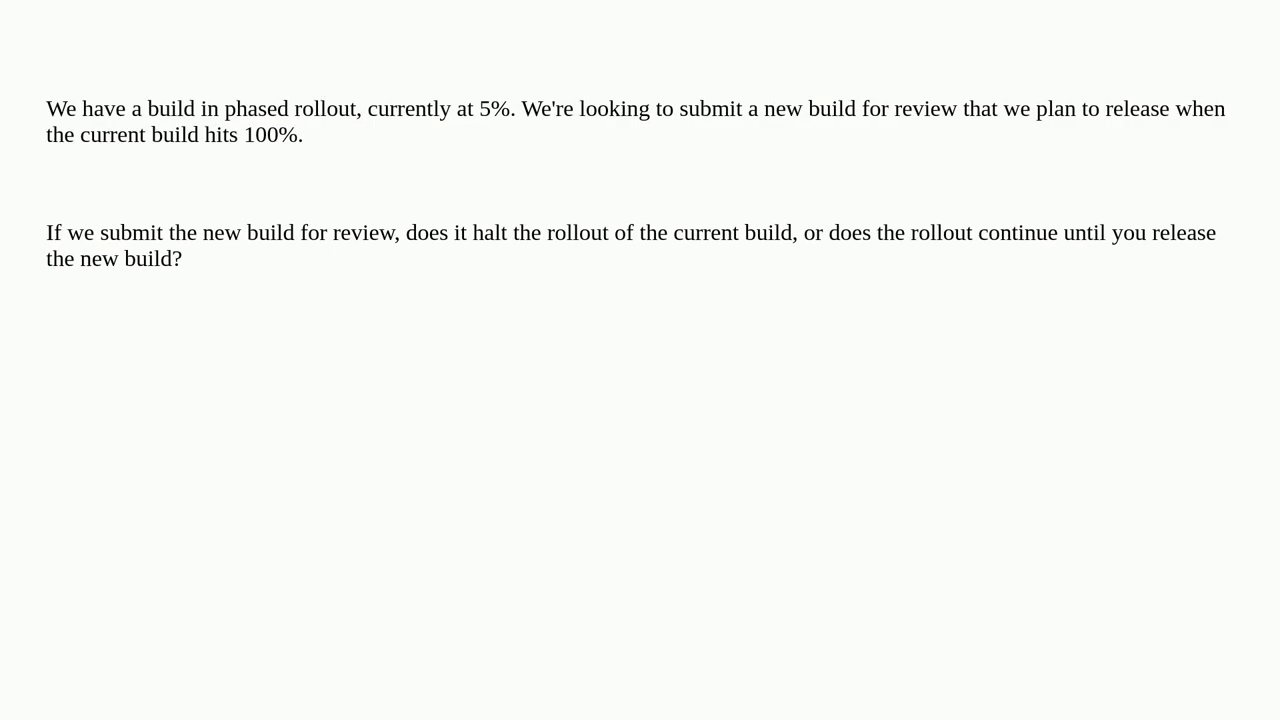 We have a build in phased rollout, currently at 5%. We're looking to submit a new build for review that we plan to release when
the current build hits 100%.
If we submit the new build for review, does it halt the rollout of the current build, or does the rollout continue until you release
the new build?